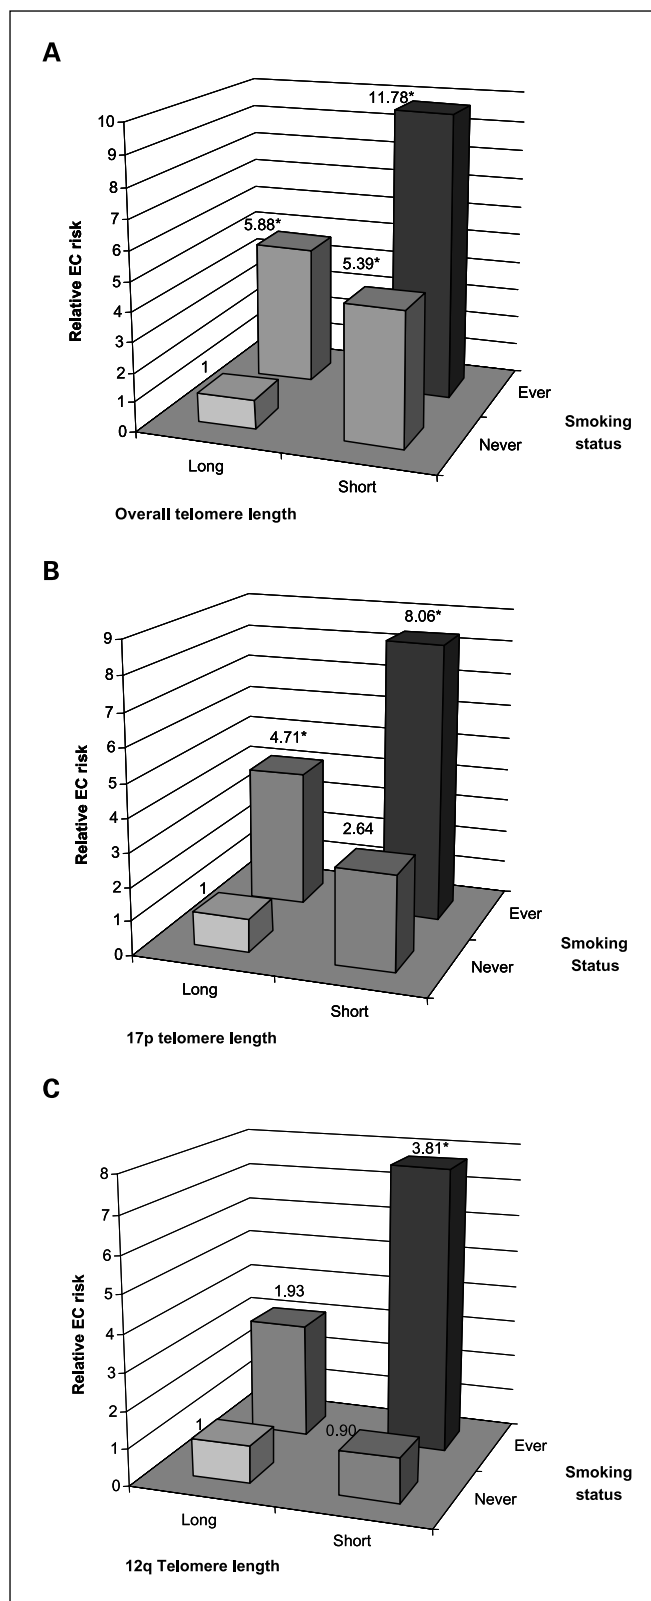 A
11.78*
10
9
8
7
6
5
4
3
2
1
0
Relative EC risk
5.88*
5.39*
1
Ever
Never
Smoking
status
Long
Short
Overall telomere length
B
8.06*
9
8
7
6
5
4
3
2
1
0
Relative EC risk
4.71*
2.64
1
Ever
Never
Smoking
Status
Long
Short
17p telomere length
C
3.81*
8
7
6
5
4
3
2
1
0
Relative EC risk
1.93
1
0.90
Ever
Never
Smoking
status
Long
Short
12q Telomere length